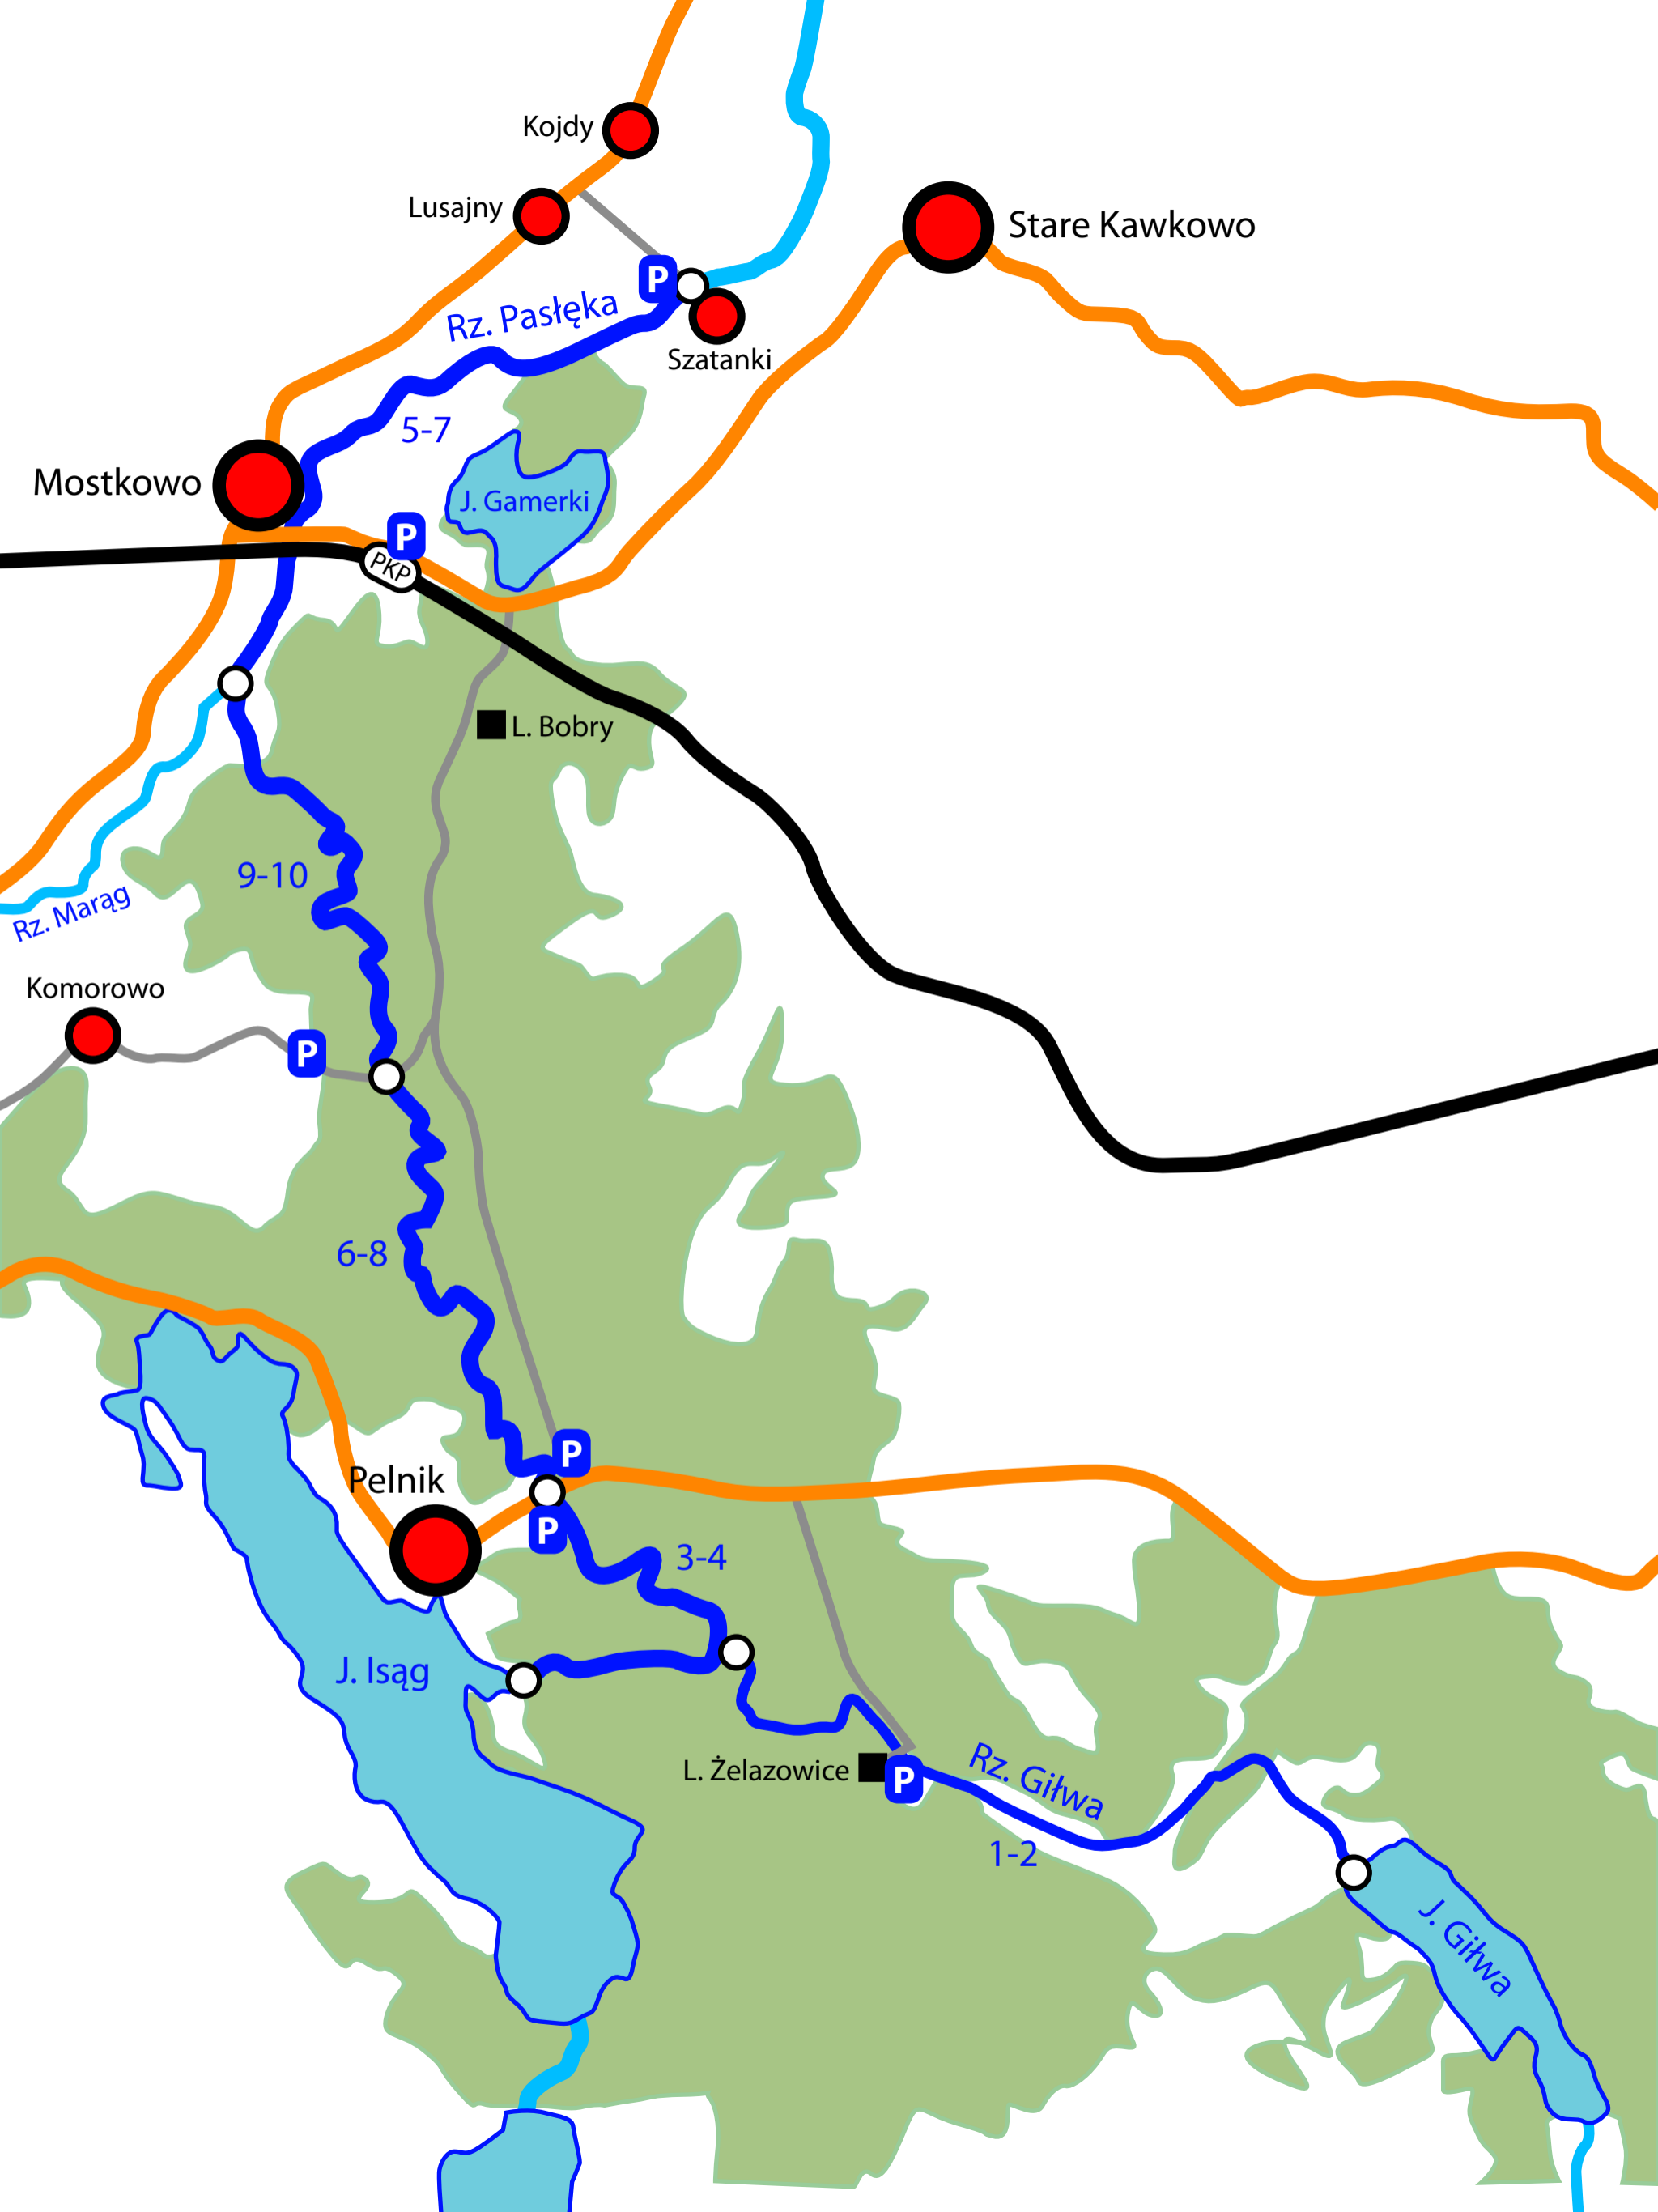 Kojdy
Lusajny
Stare Kawkowo
P
Rz. Pasłęka
Szatanki
5-7
Mostkowo
J. Gamerki
P
PKP
L. Bobry
9-10
Rz. Marąg
Komorowo
P
6-8
P
Pelnik
P
3-4
J. Isąg
L. Żelazowice
P
Rz. Giłwa
1-2
J. Giłwa